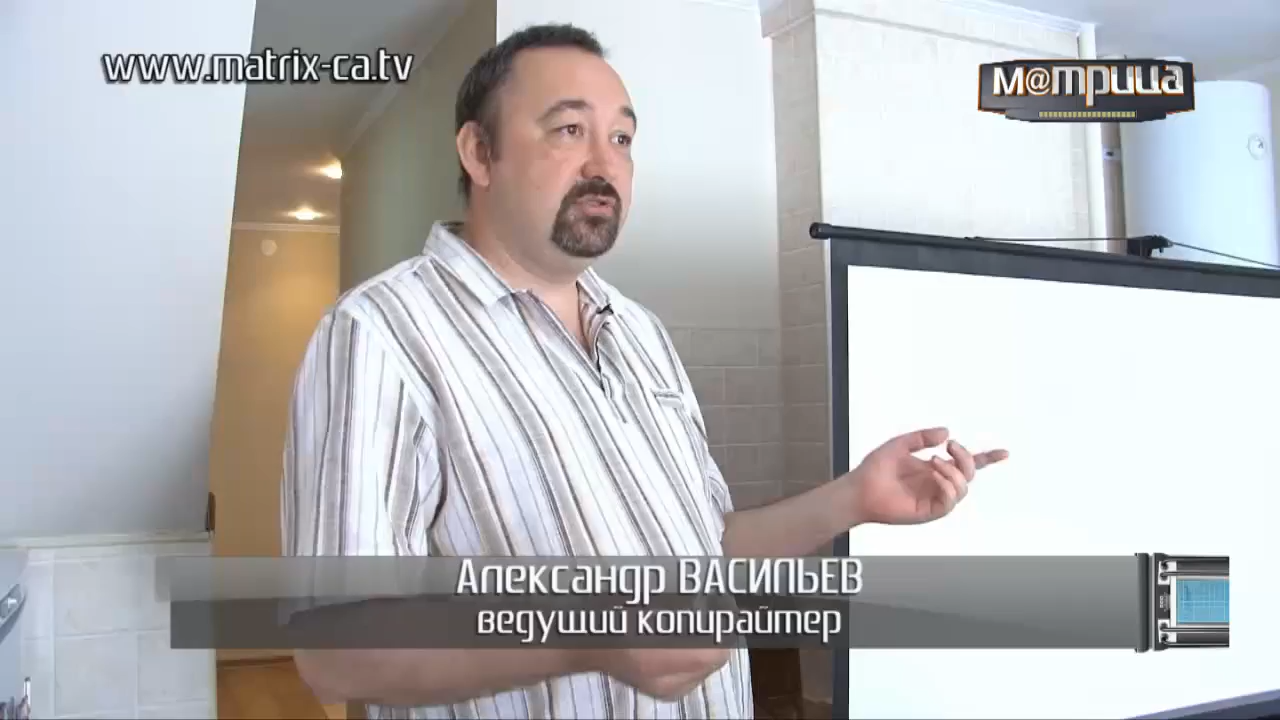 www.matrix-ca.tv
М@трица
Александр ВАСИЛЬЕВ
ведущий копирайтер